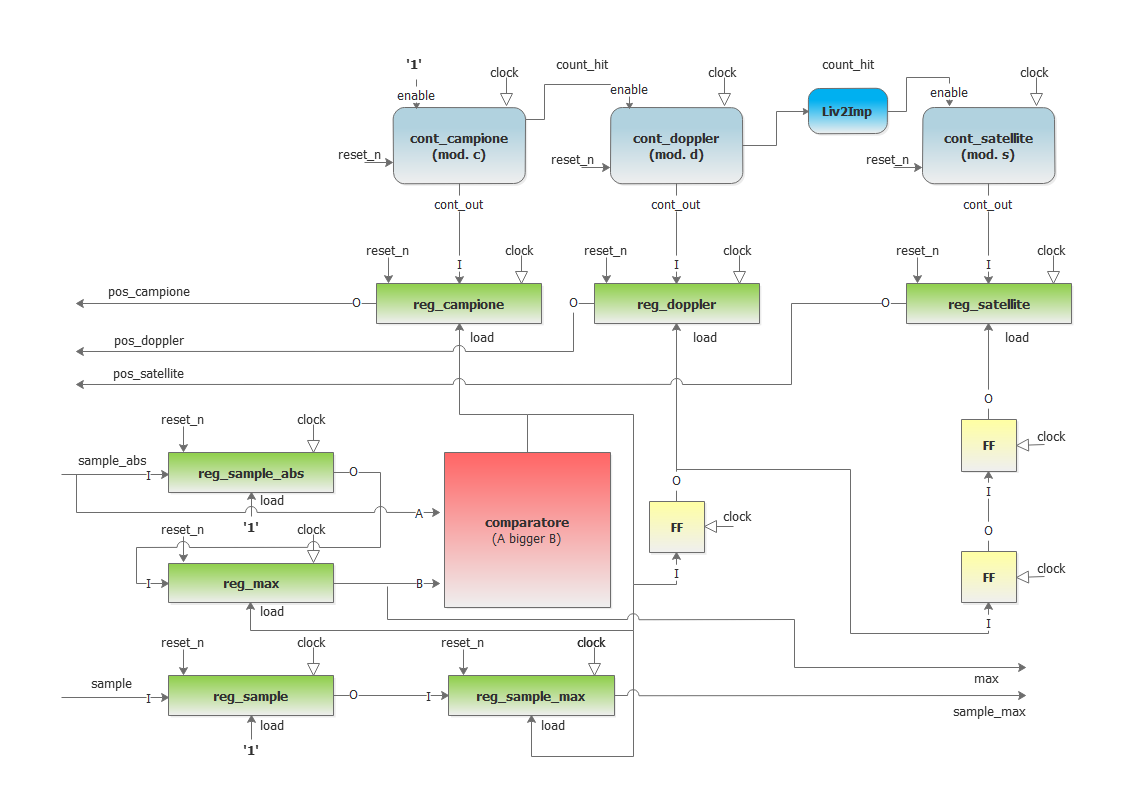 '1'
clock
count_hit
clock
count_hit
clock
enable
enable
enable
cont_campione
(mod. c)
cont_doppler
(mod. d)
Liv2Imp
cont_satellite
(mod. s)
reset_n
reset_n
reset_n
cont_out
cont_out
cont_out
reset_n
clock
reset_n
clock
reset_n
clock
I
I
I
pos_campione
O
reg_campione
O
reg_doppler
O
reg_satellite
load
load
load
pos_doppler
pos_satellite
O
reset_n
clock
FF
clock
sample_abs
I
reg_sample_abs
O
O
I
load
'1'
A
comparatore
(A bigger B)
FF
clock
reset_n
clock
O
I
reg_max
B
I
FF
clock
load
I
reset_n
clock
reset_n
clock
max
sample
I
reg_sample
O
I
reg_sample_max
sample_max
load
load
'1'